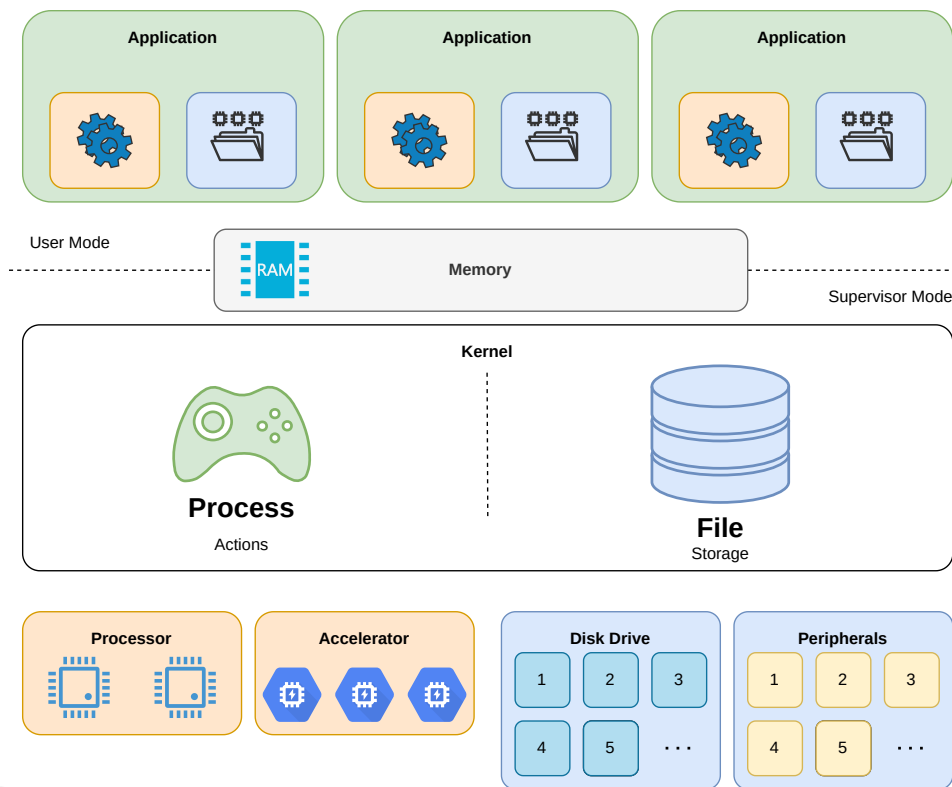 Application
Application
Application
User Mode
RAM
Memory
Supervisor Mode
Kernel
Process
Actions
File
Storage
Processor
Accelerator
Disk Drive
1 2 3
4 5 ...
Peripherals
1 2 3
4 5 ...